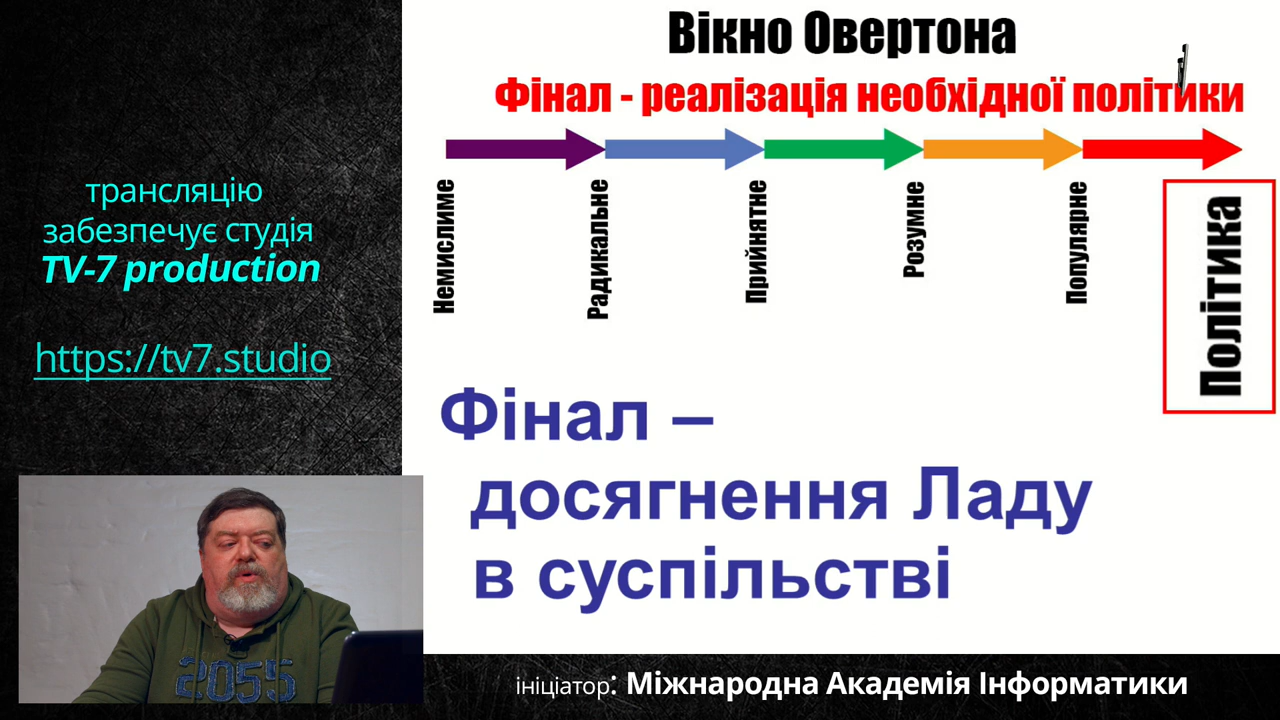 Вікно Овертона
Фінал - реалізація необхідної політики
Немислиме
Радикальне
Прийнятне
Розумне
Популярне
Політика
Фінал –
досягнення Ладу
в суспільстві
трансляцію
забезпечує студія
TV-7 production
https://tv7.studio
2055
ініціатор: Міжнародна Академія Інформатики